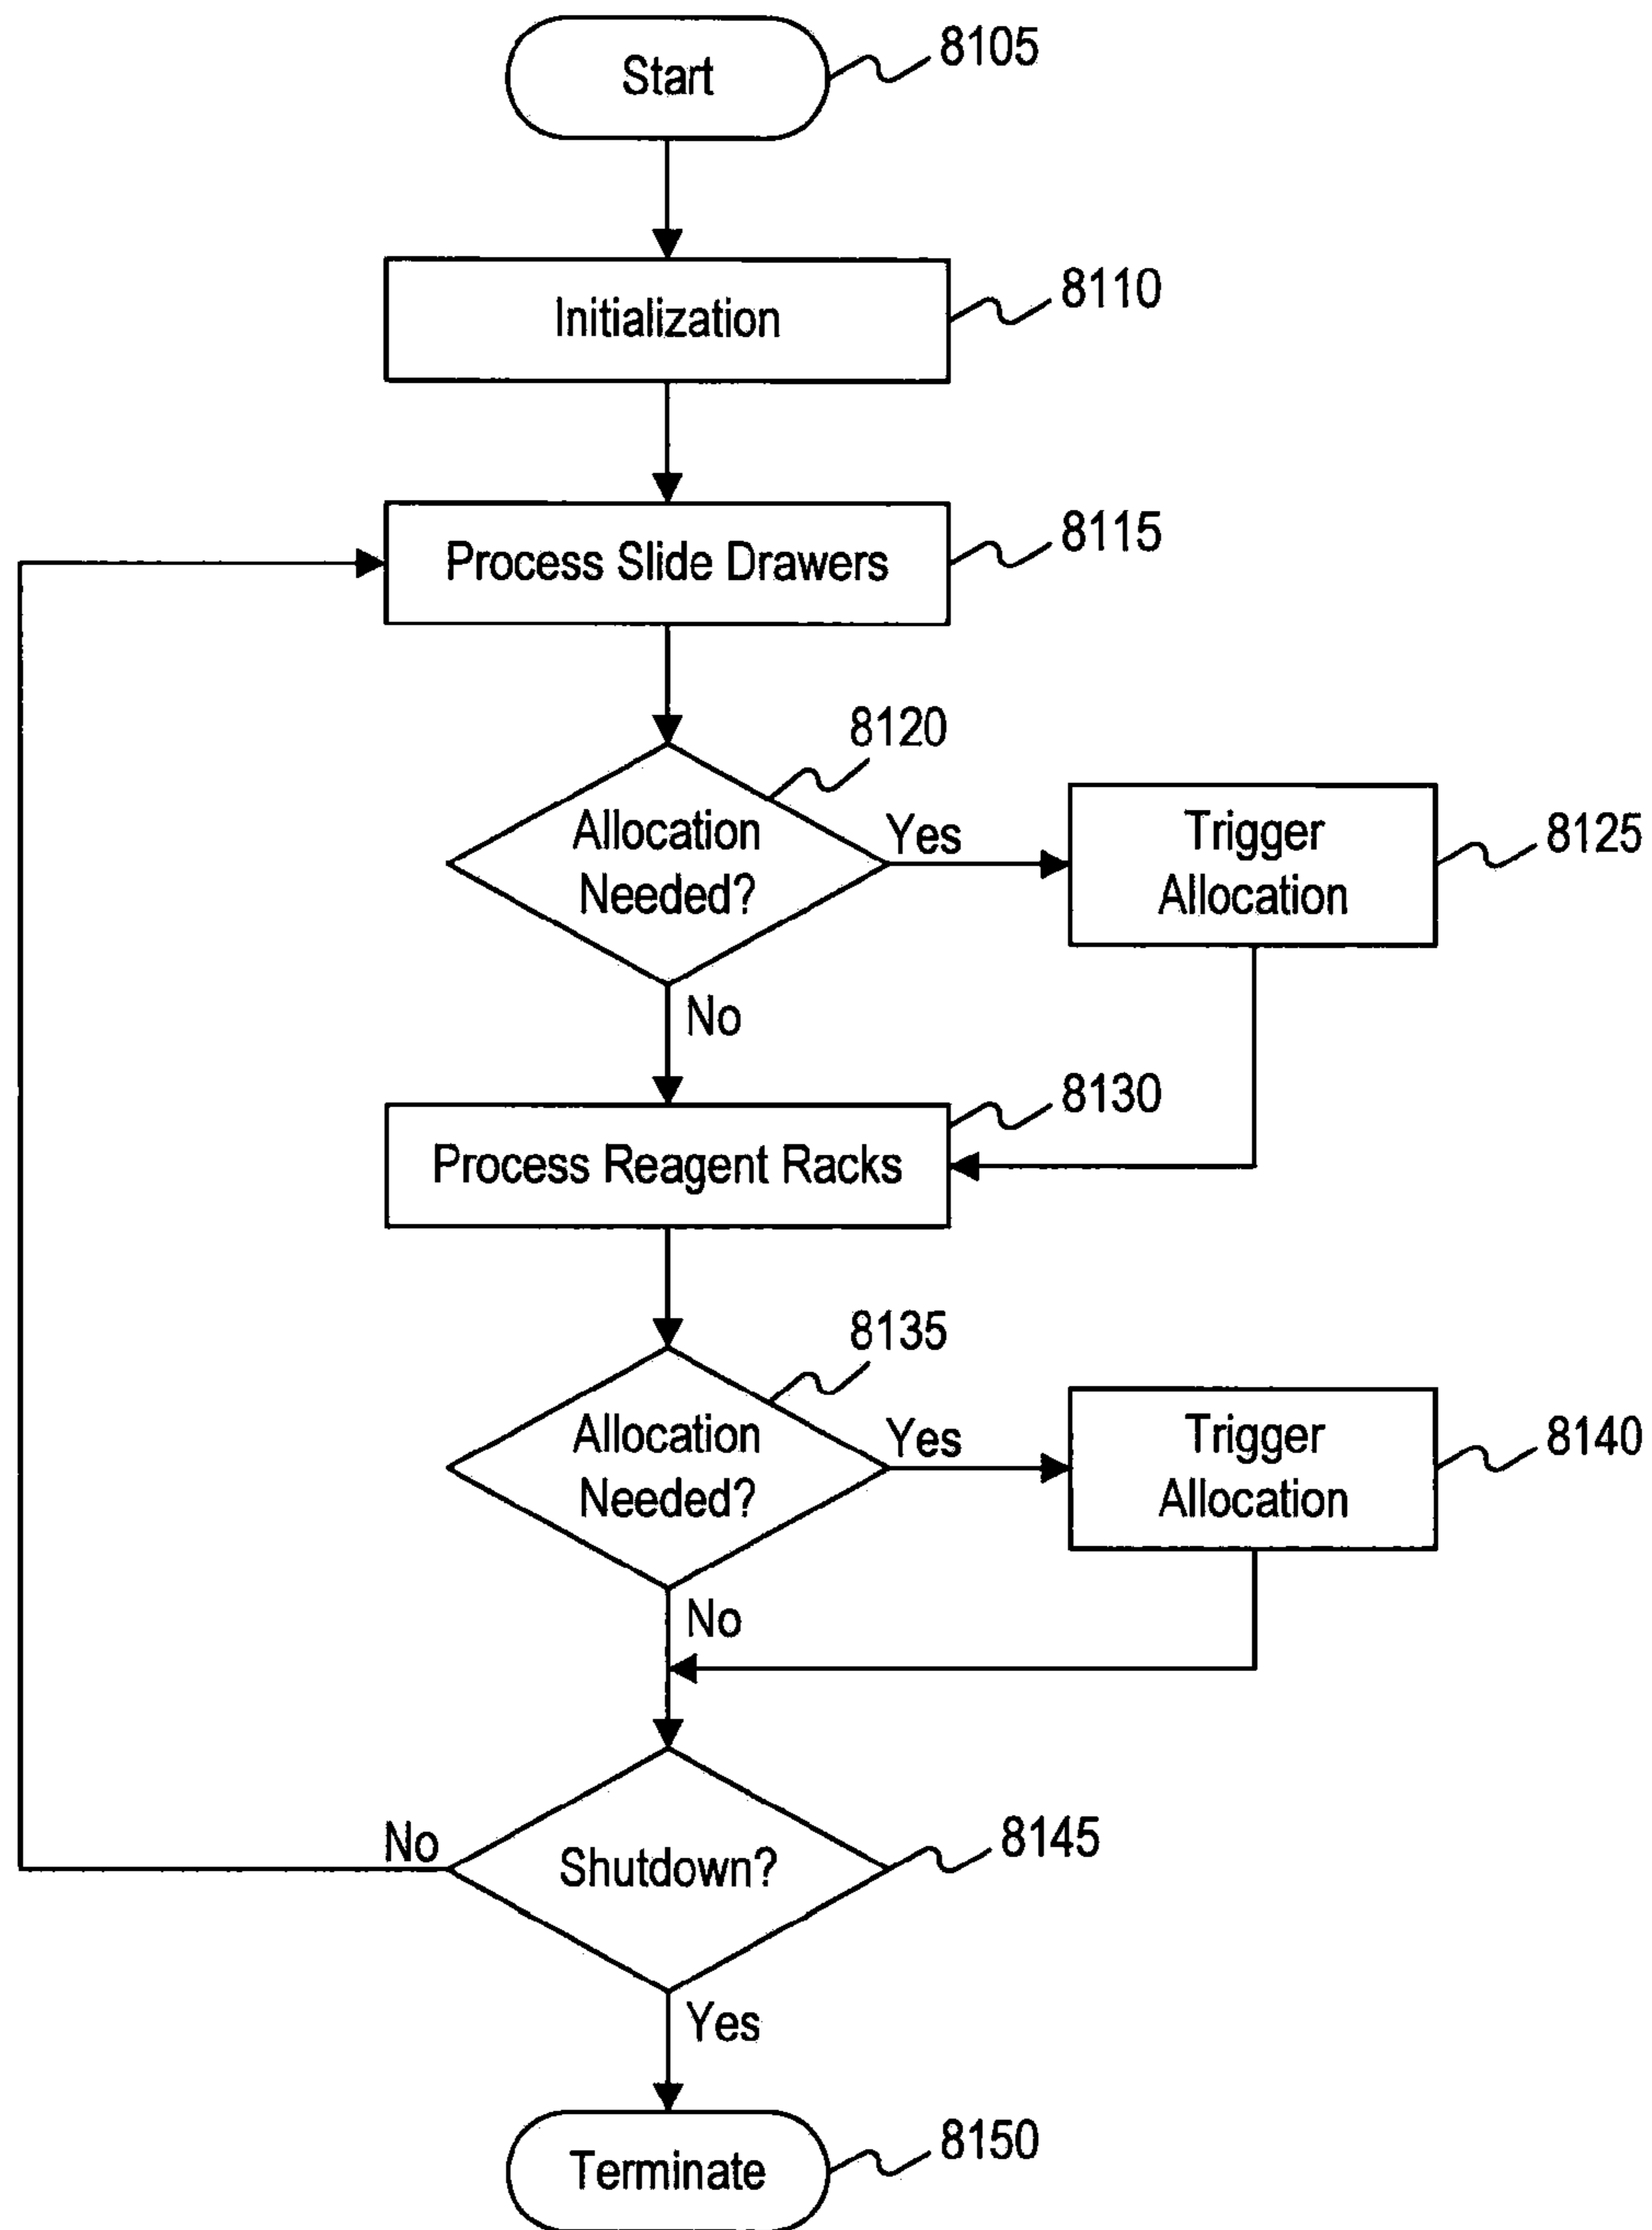 Start
8105
Initialization
8110
Process Slide Drawers
8115
8120
Allocation
Needed?
Yes
Trigger
Allocation
8125
No
8130
Process Reagent Racks
8135
Allocation
Needed?
Yes
Trigger
Allocation
8140
No
No
Shutdown?
8145
Yes
Terminate
8150